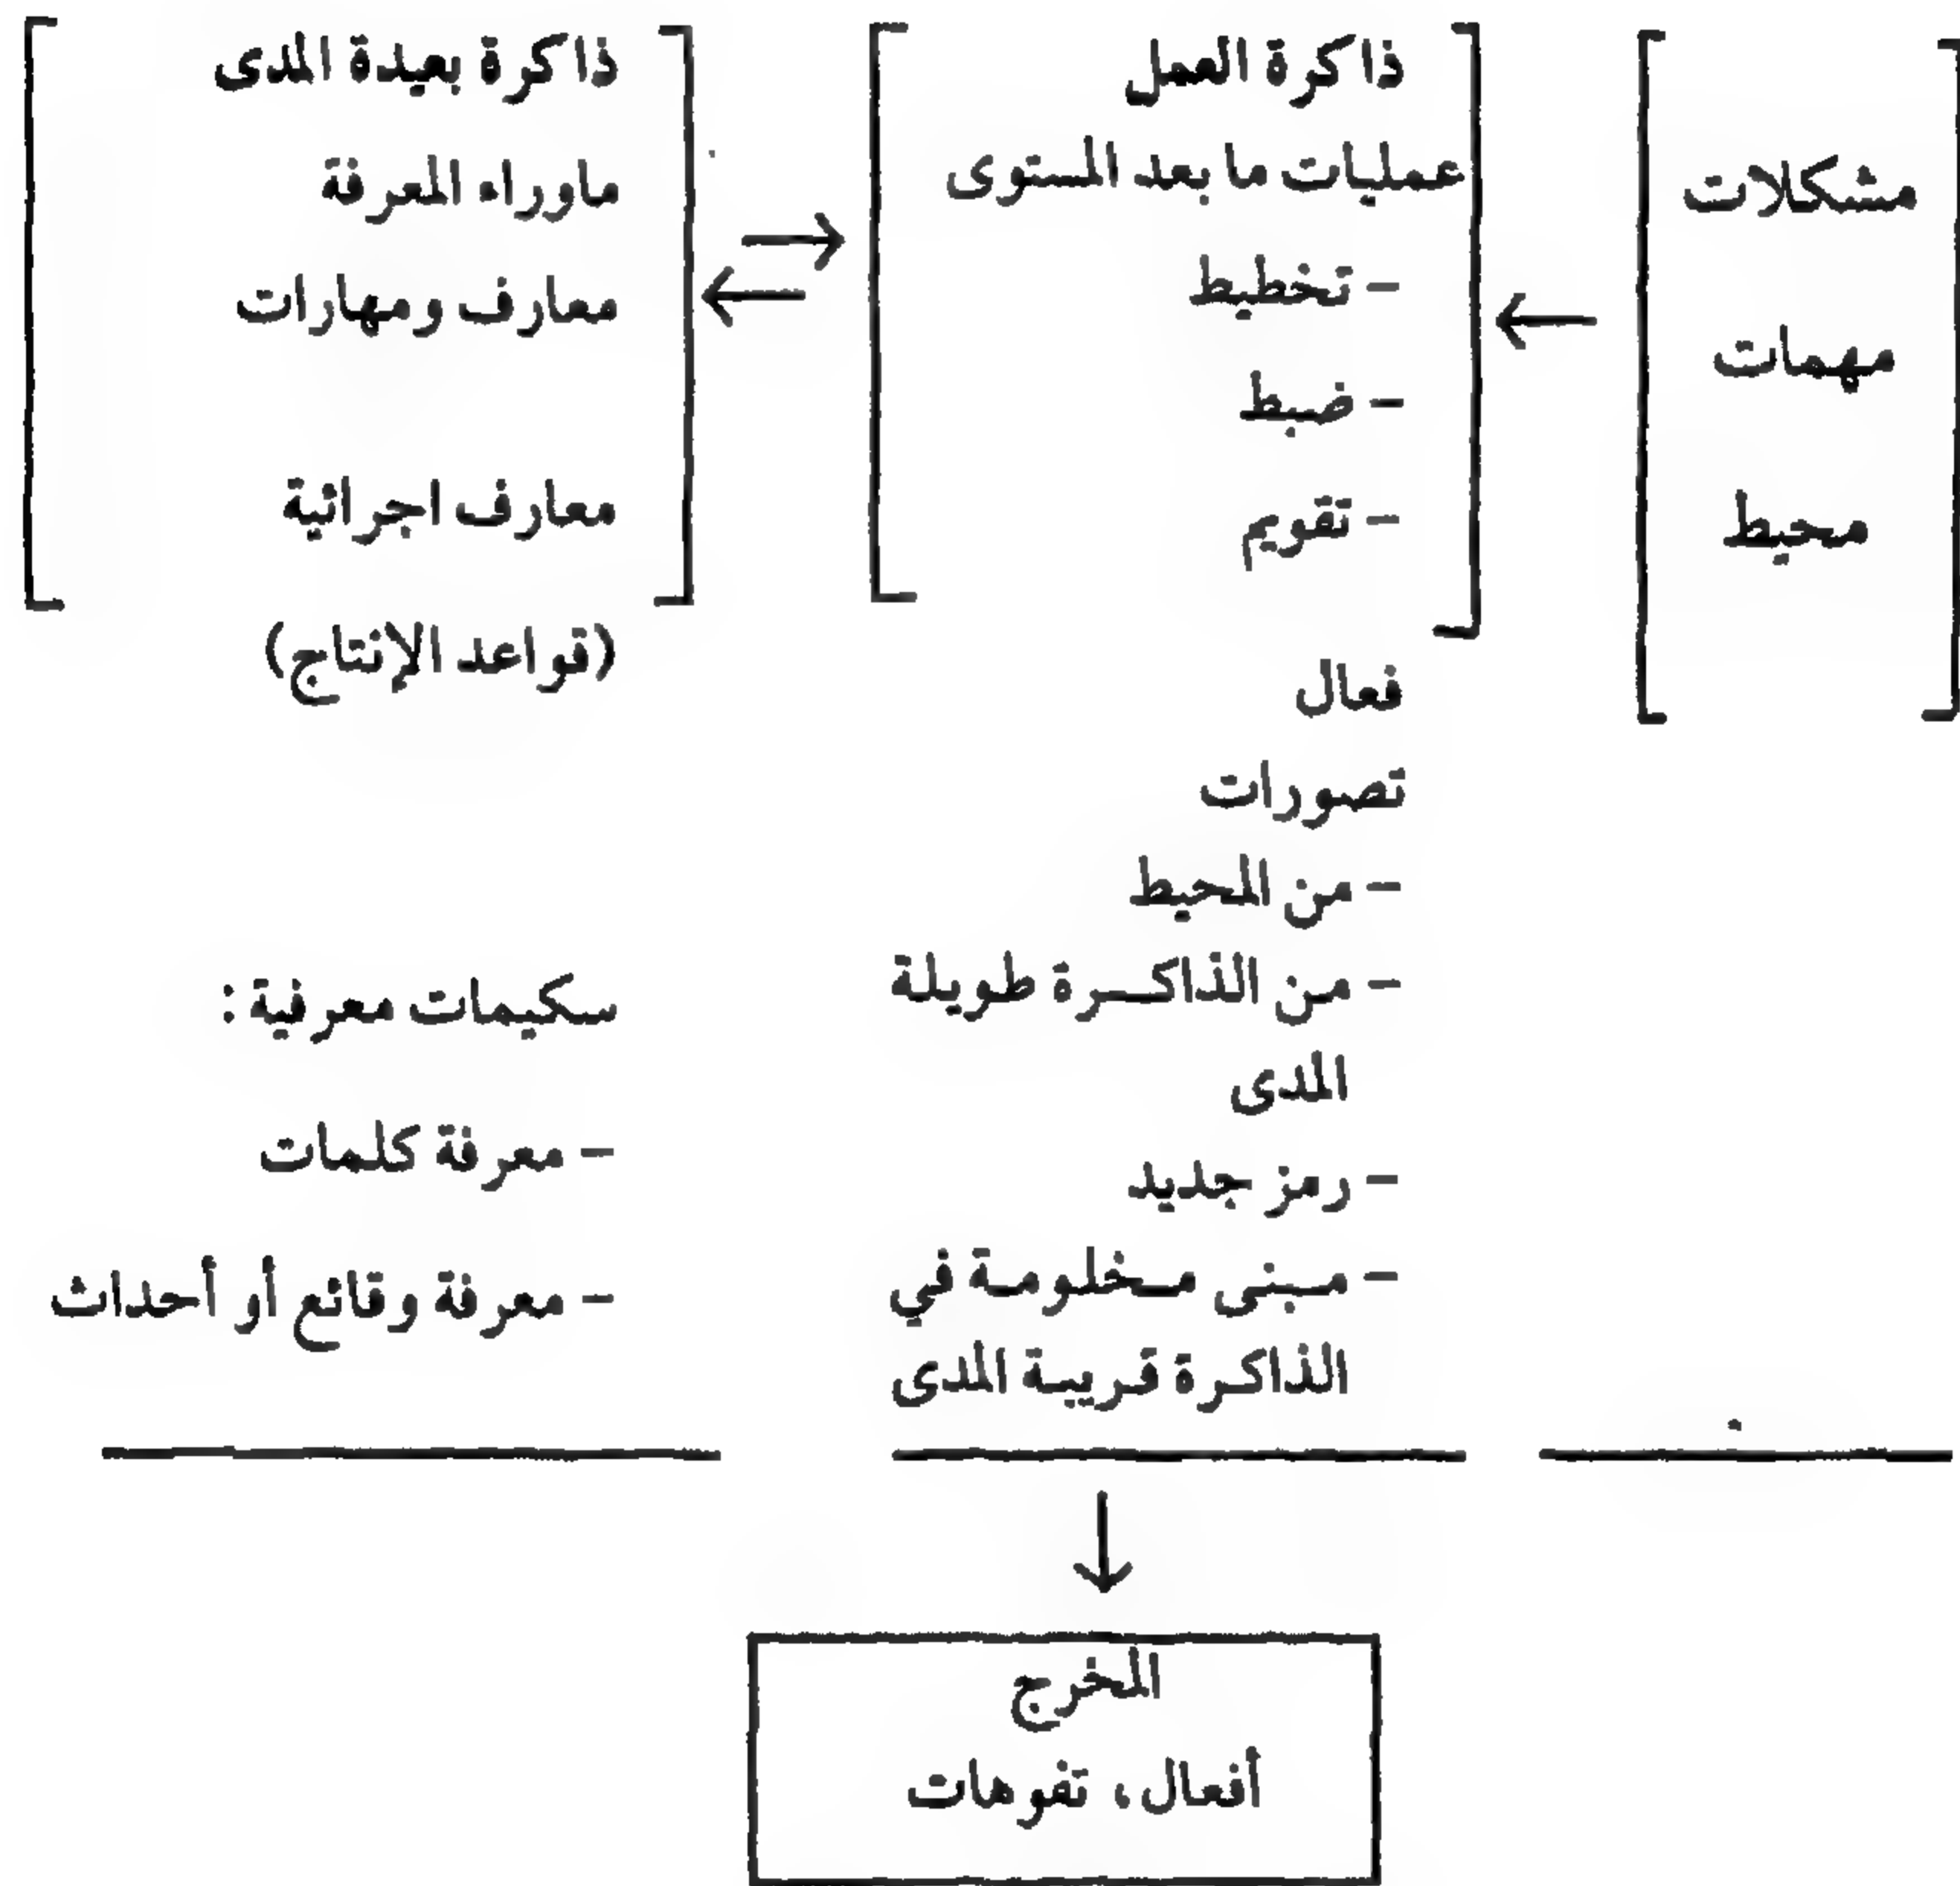 مشكلات
مهمات
محيط
ذاكرة العمل
عمليات ما بعد المستوى
- تخطيط
- ضبط
- تقويم
فعال
تصورات
- من المحيط
- من الذاكرة طويلة
المدى
- رمز جديد
- مبنى مخلومة في
الذاكرة قريبة المدى
ذاكرة بعيدة المدى
ماوراء المعرفة
معارف ومهارات
معارف اجرائية
(قواعد الإنتاج)
سكيمات معرفية:
- معرفة كلمات
- معرفة وقائع أو أحداث
المخرج
أفعال، تفوهات